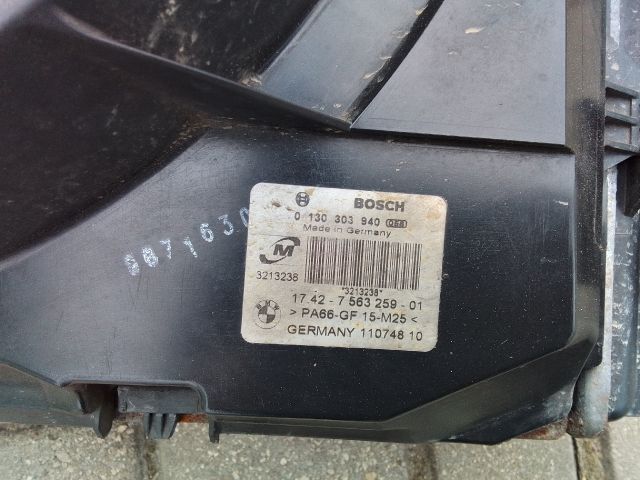 BOSCH
0 130 303 940
Made in Germany
M
3213238
*3213238*
17.42 - 7 563 259 - 01
> PA66-GF 15-M25 <
GERMANY 110748 10